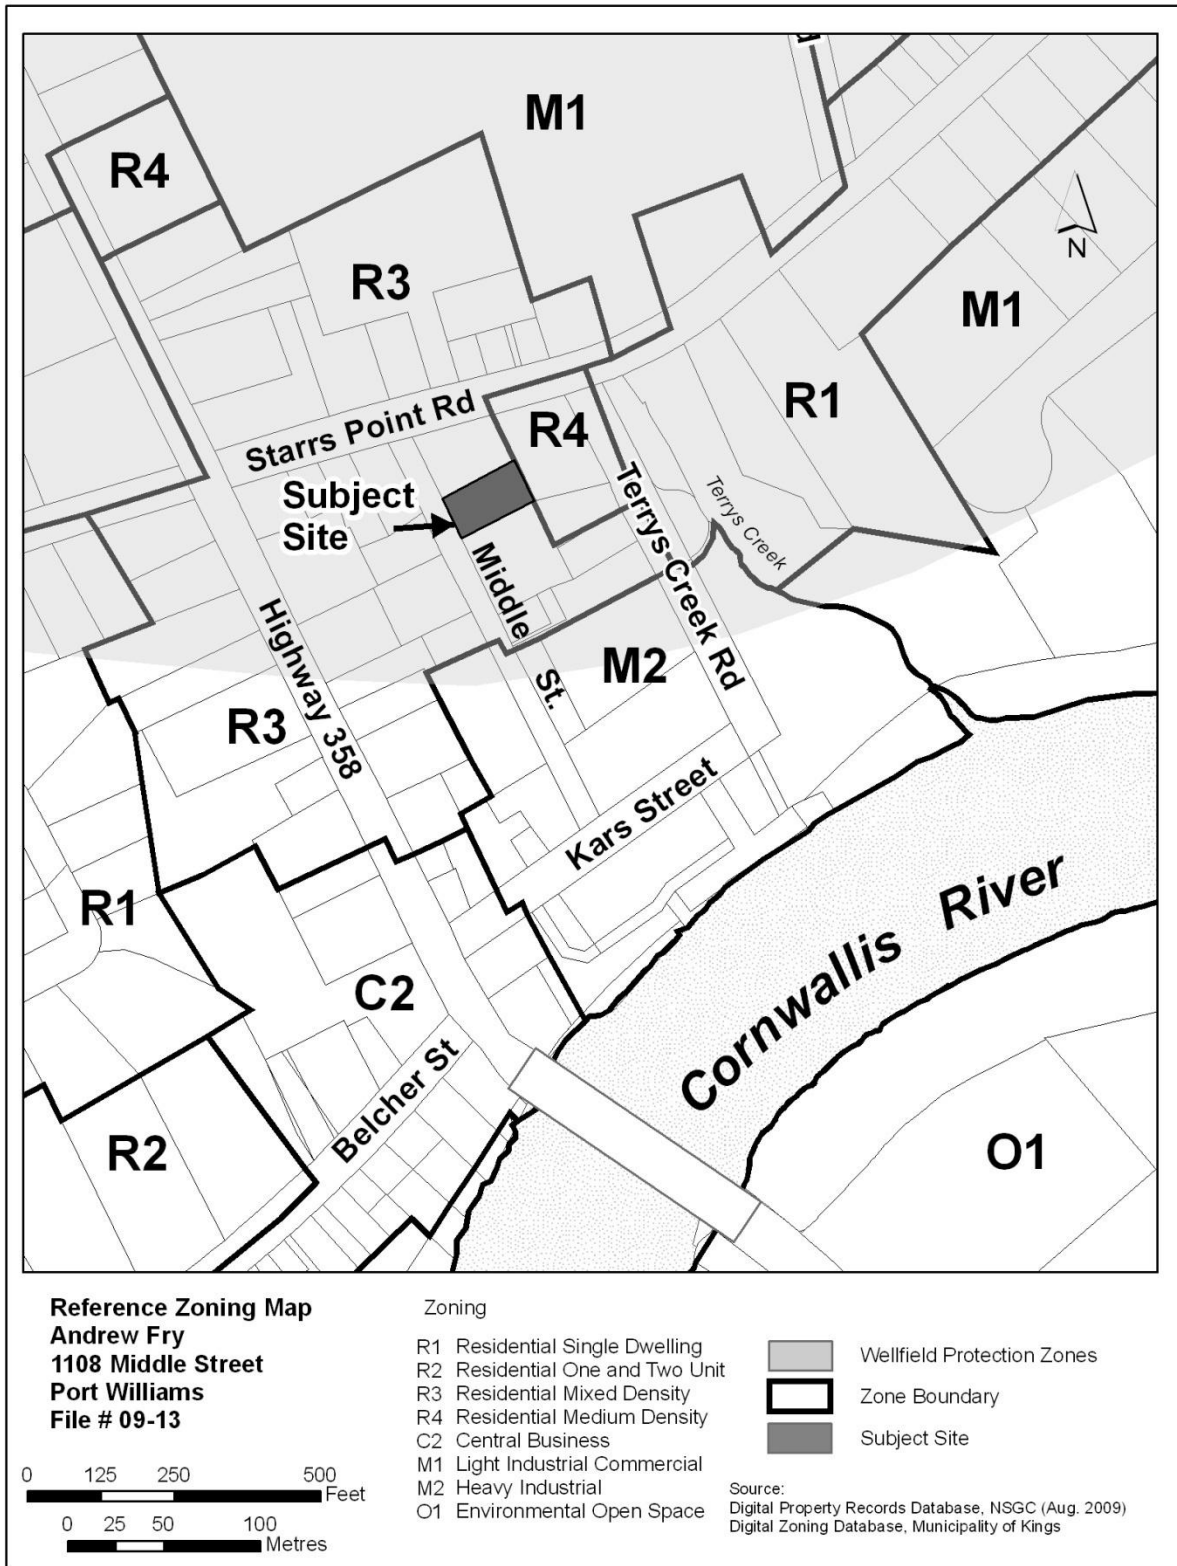 M1
R4
R3
N
M1
R1
Starrs Point Rd
R4
Subject
Site
Terrys Creek
Terrys Creek Rd
Middle
St.
Highway 358
M2
R3
Kars Street
R1
Cornwallis River
C2
Belcher St
R2
O1
Reference Zoning Map
Andrew Fry
1108 Middle Street
Port Williams
File # 09-13
0 125 250 500
Feet
0 25 50 100
Metres
Zoning
R1 Residential Single Dwelling
R2 Residential One and Two Unit
R3 Residential Mixed Density
R4 Residential Medium Density
C2 Central Business
M1 Light Industrial Commercial
M2 Heavy Industrial
O1 Environmental Open Space
Wellfield Protection Zones
Zone Boundary
Subject Site
Source:
Digital Property Records Database, NSGC (Aug. 2009)
Digital Zoning Database, Municipality of Kings